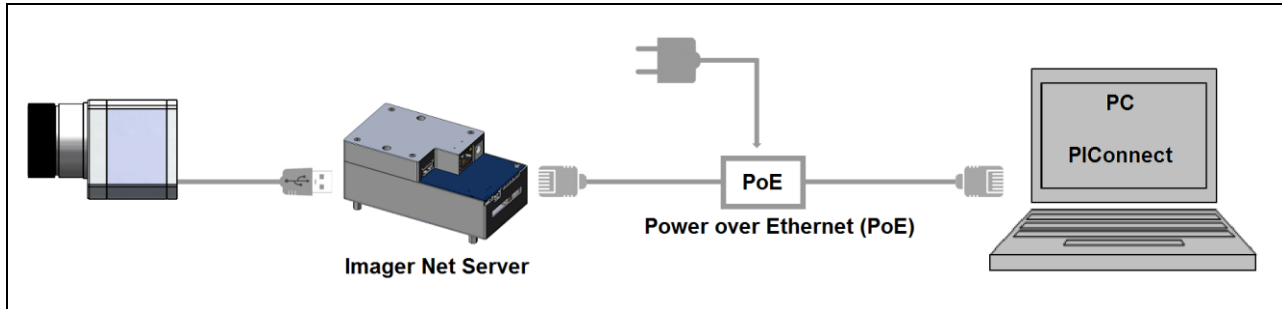 PC
PIConnect
PoE
Power over Ethernet (PoE)
Imager Net Server